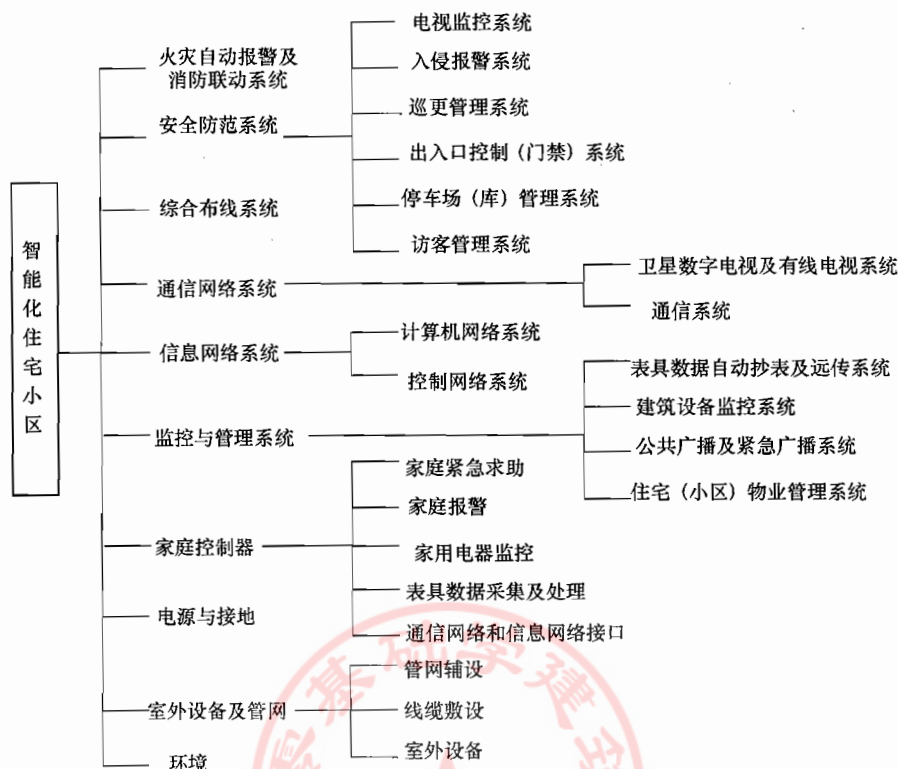 智能化住宅小区
火灾自动报警及
消防联动系统
安全防范系统
电视监控系统
入侵报警系统
巡更管理系统
出入口控制（门禁）系统
停车场（库）管理系统
访客管理系统
综合布线系统
通信网络系统
卫星数字电视及有线电视系统
通信系统
信息网络系统
计算机网络系统
控制网络系统
监控与管理系统
表具数据自动抄表及远传系统
建筑设备监控系统
公共广播及紧急广播系统
住宅（小区）物业管理系统
家庭控制器
家庭紧急求助
家庭报警
家用电器监控
表具数据采集及处理
通信网络和信息网络接口
电源与接地
室外设备及管网
管网辅设
线缆敷设
室外设备
环境
零基础学建筑